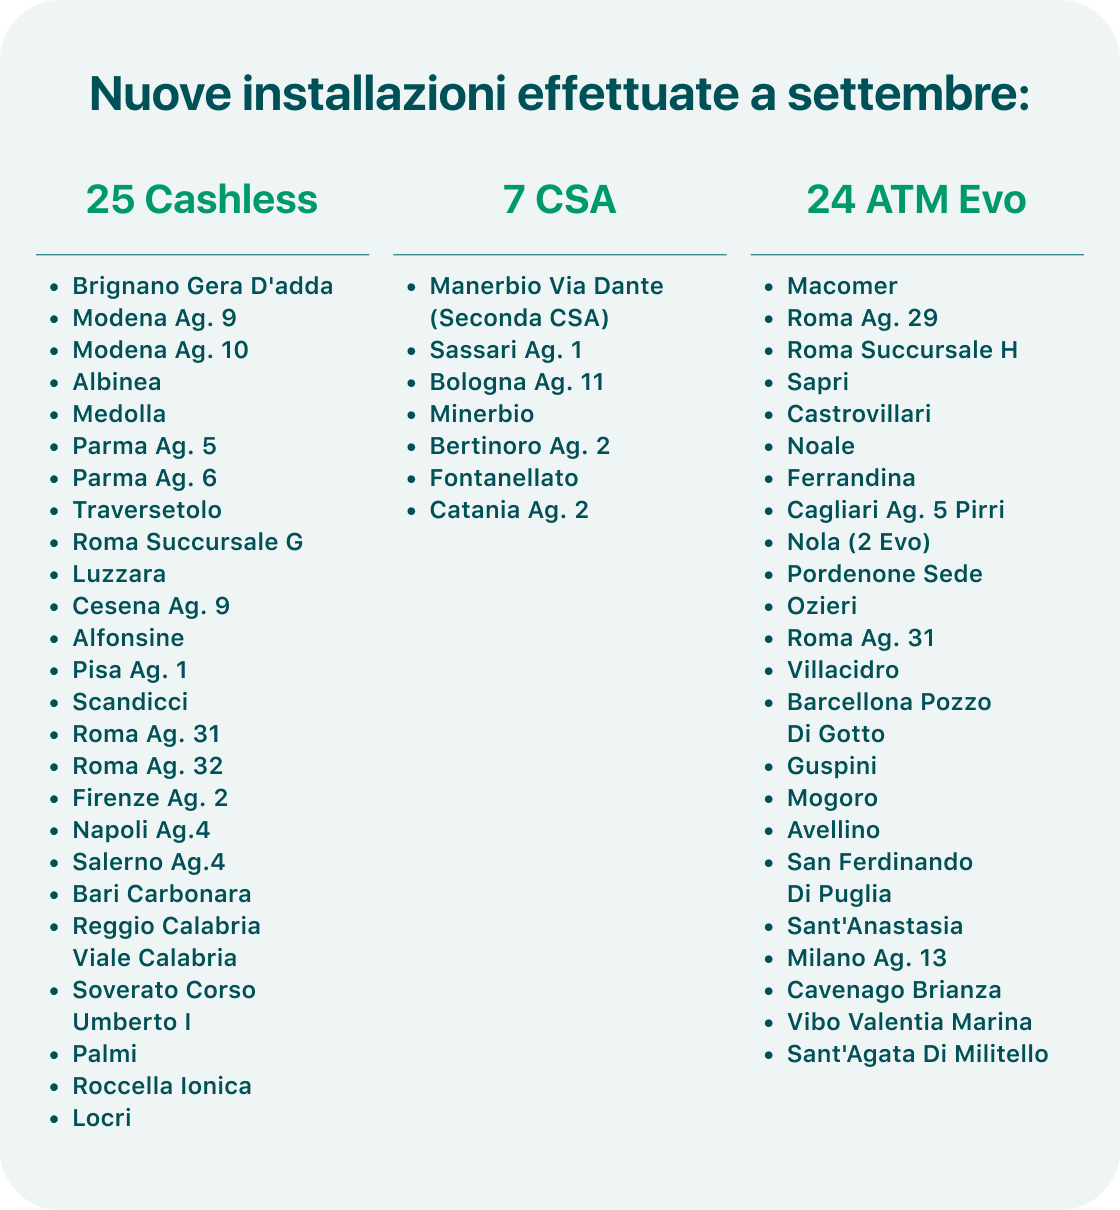 Nuove installazioni effettuate a settembre:
25 Cashless
Brignano Gera D'adda
Modena Ag. 9
Modena Ag. 10
Albinea
Medolla
Parma Ag. 5
Parma Ag. 6
Traversetolo
Roma Succursale G
Luzzara
Cesena Ag. 9
Alfonsine
Pisa Ag. 1
Scandicci
Roma Ag. 31
Roma Ag. 32
Firenze Ag. 2
Napoli Ag.4
Salerno Ag.4
Bari Carbonara
Reggio Calabria
Viale Calabria
Soverato Corso
Umberto I
Palmi
Roccella Ionica
Locri
7 CSA
Manerbio Via Dante
(Seconda CSA)
Sassari Ag. 1
Bologna Ag. 11
Minerbio
Bertinoro Ag. 2
Fontanellato
Catania Ag. 2
24 ATM Evo
Macomer
Roma Ag. 29
Roma Succursale H
Sapri
Castrovillari
Noale
Ferrandina
Cagliari Ag. 5 Pirri
Nola (2 Evo)
Pordenone Sede
Ozieri
Roma Ag. 31
Villacidro
Barcellona Pozzo
Di Gotto
Guspini
Mogoro
Avellino
San Ferdinando
Di Puglia
Sant'Anastasia
Milano Ag. 13
Cavenago Brianza
Vibo Valentia Marina
Sant'Agata Di Militello